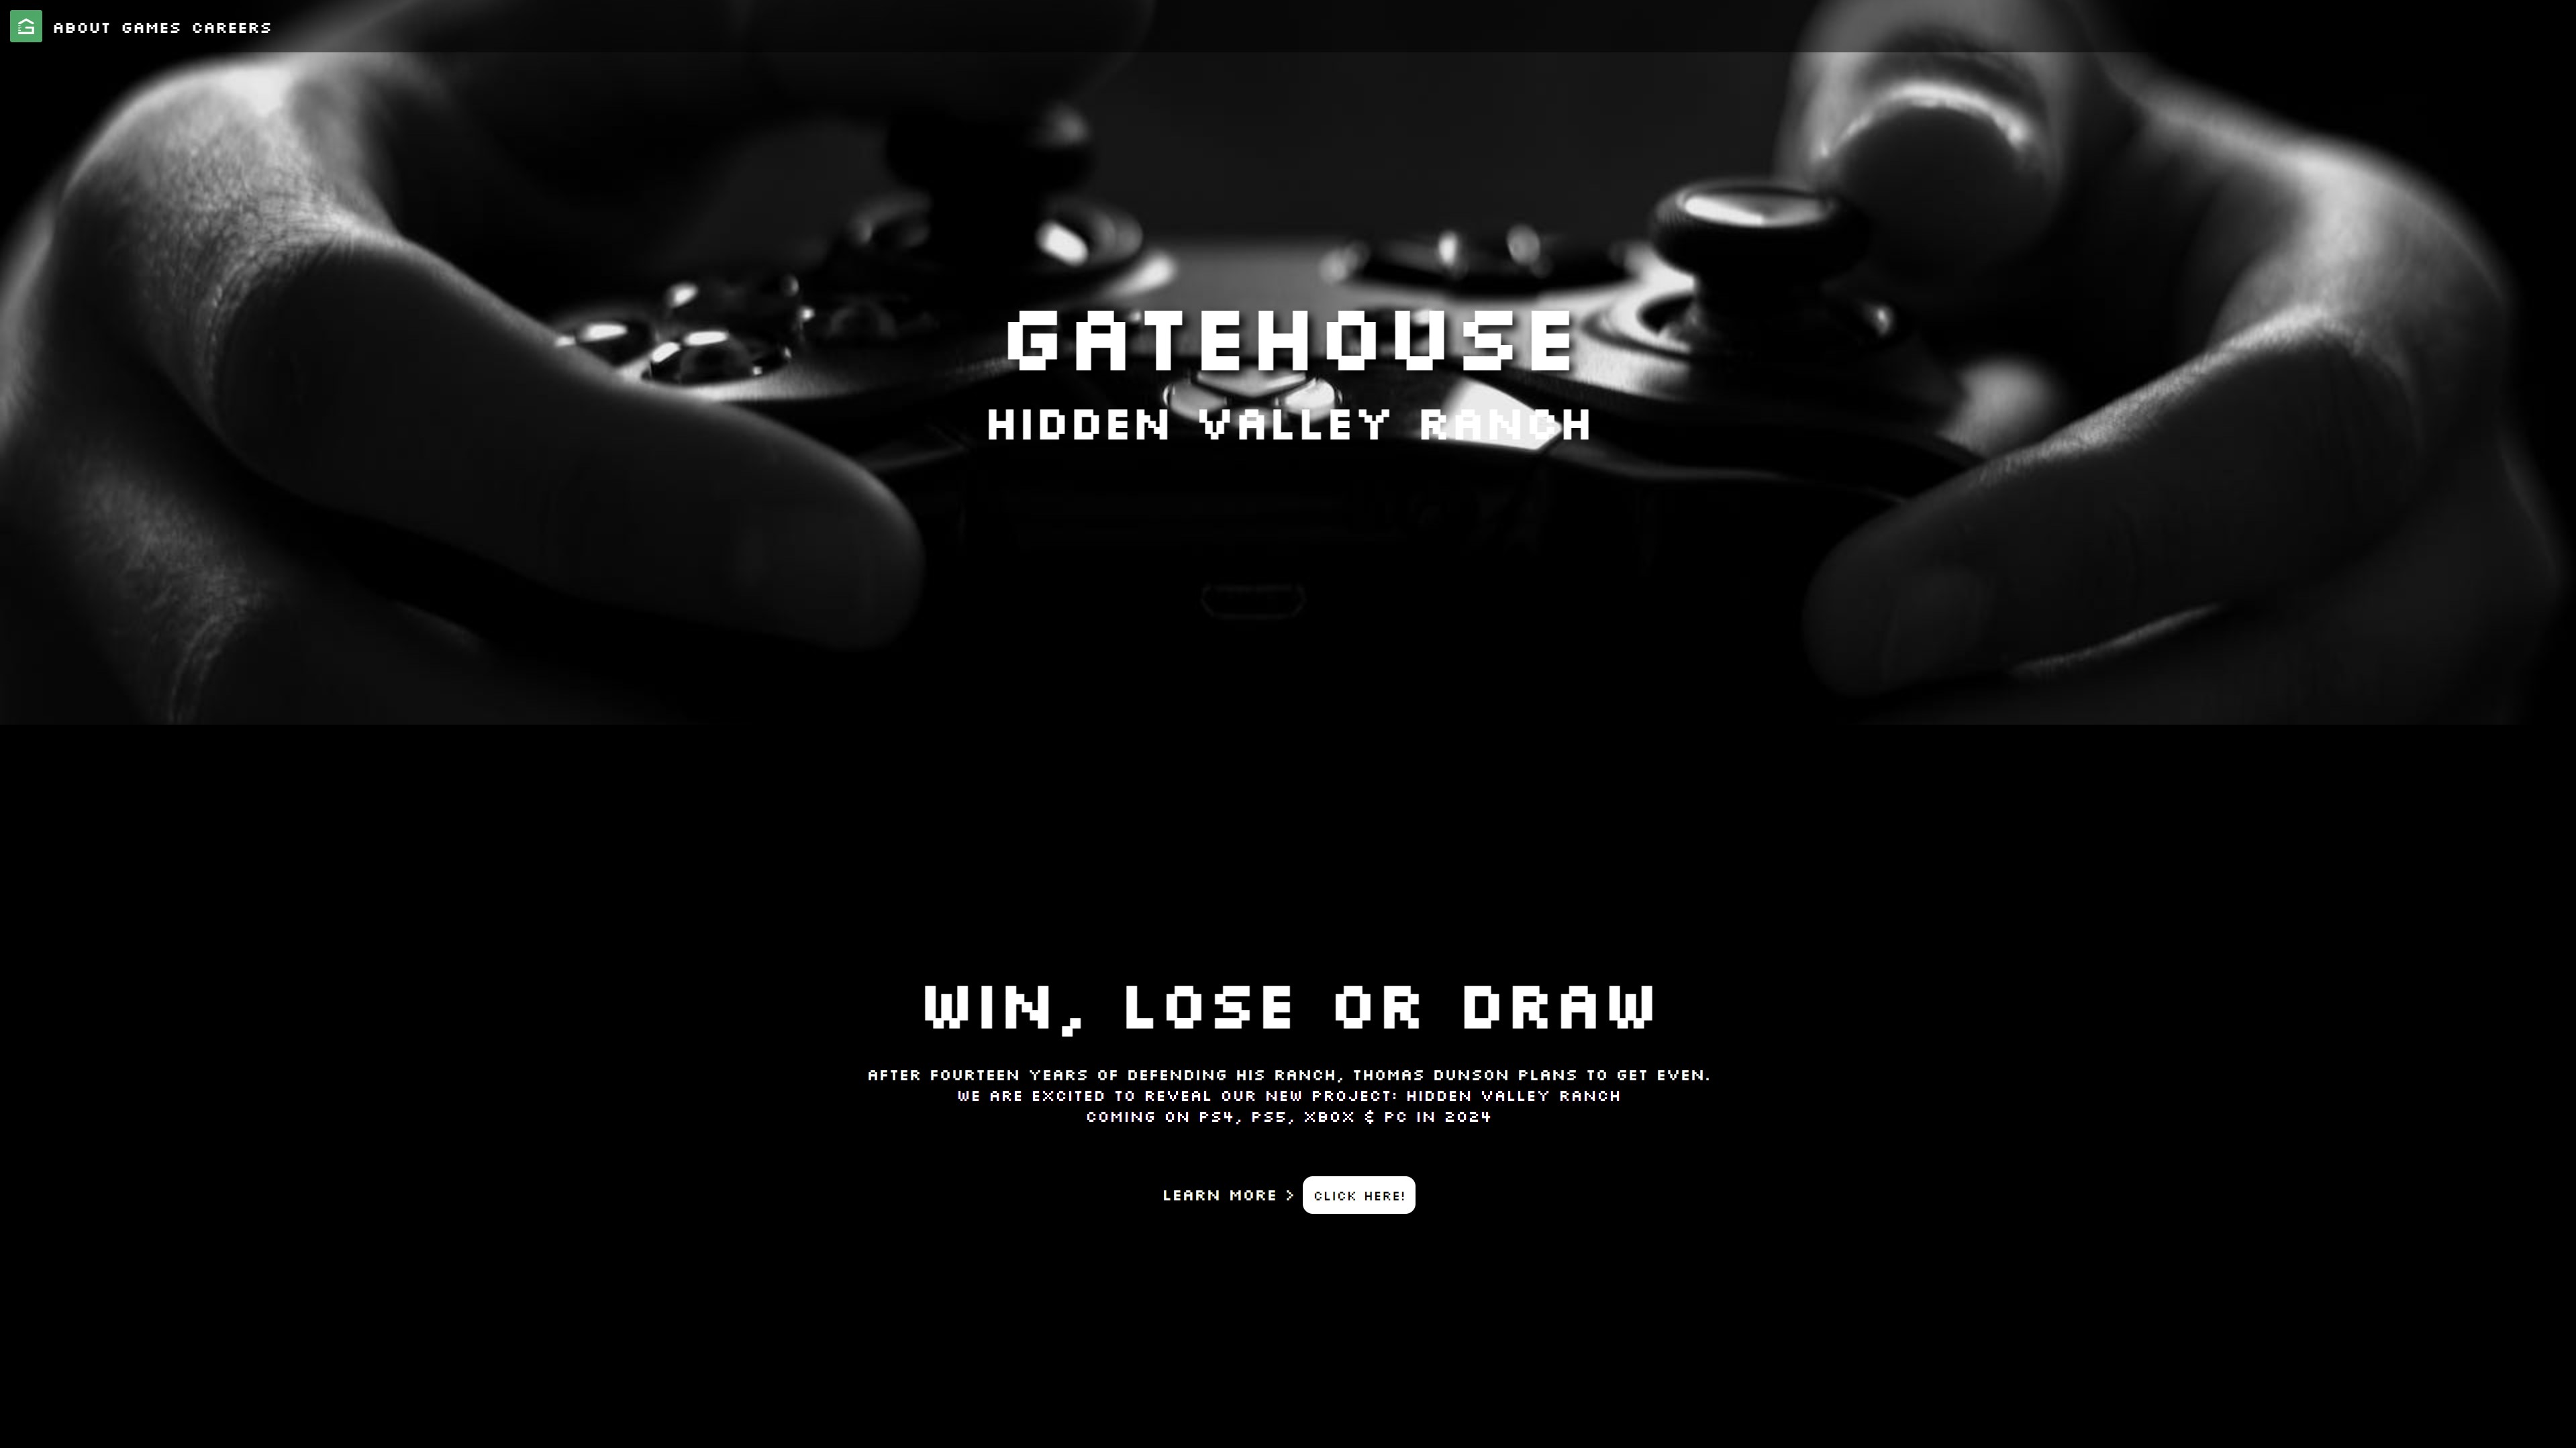 ABOUT GAMES CAREERS
GATEHOUSE
HIDDEN VALLEY RANCH
WIN, LOSE OR DRAW
AFTER FOURTEEN YEARS OF DEFENDING HIS RANCH, THOMAS DUNSON PLANS TO GET EVEN.
WE ARE EXCITED TO REVEAL OUR NEW PROJECT: HIDDEN VALLEY RANCH
COMING ON PS4, PS5, XBOX & PC IN 2024
LEARN MORE > CLICK HERE!